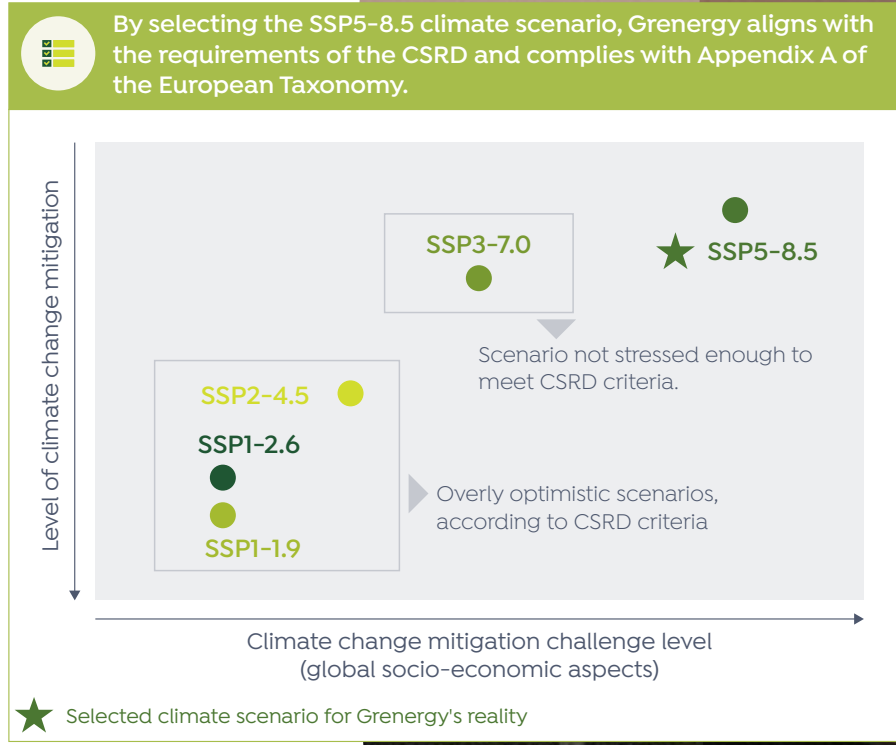 By selecting the SSP5-8.5 climate scenario, Grenergy aligns with
the requirements of the CSRD and complies with Appendix A of
the European Taxonomy.
Level of climate change mitigation
SSP3-7.0
SSP5-8.5
Scenario not stressed enough to
meet CSRD criteria.
SSP2-4.5
SSP1-2.6
Overly optimistic scenarios,
according to CSRD criteria
SSP1-1.9
Climate change mitigation challenge level
(global socio-economic aspects)
Selected climate scenario for Grenergy's reality